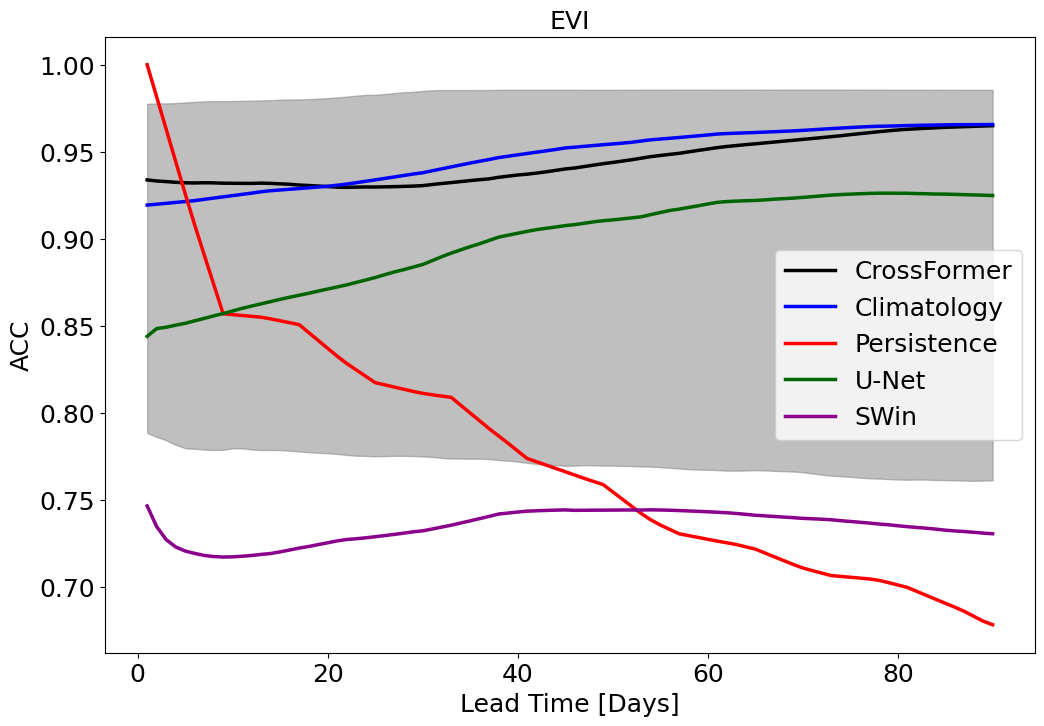 EVI
1.00
0.95
0.90
0.85
0.80
0.75
0.70
ACC
0
20
40
60
80
Lead Time [Days]
CrossFormer
Climatology
Persistence
U-Net
SWin